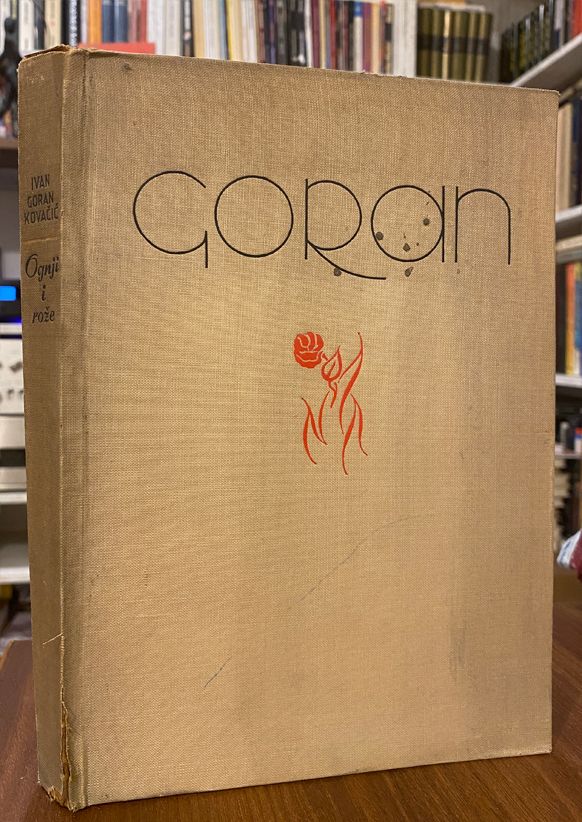 IVAN
GORAN
KOVAČIĆ
Ognji
i
rože
GORan